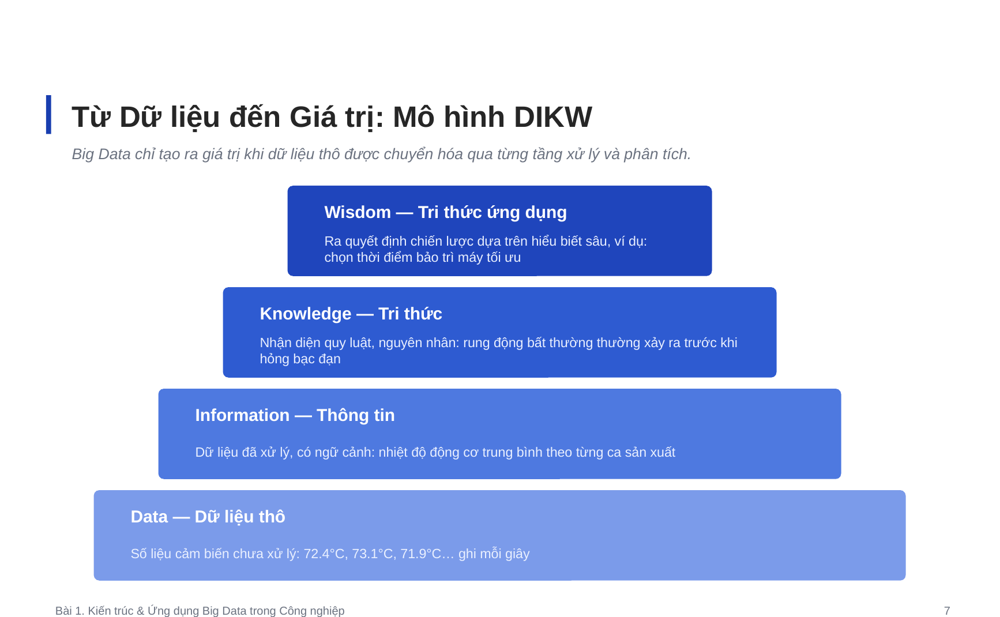 Từ Dữ liệu đến Giá trị: Mô hình DIKW
Big Data chỉ tạo ra giá trị khi dữ liệu thô được chuyển hóa qua từng tầng xử lý và phân tích.
Wisdom — Tri thức ứng dụng
Ra quyết định chiến lược dựa trên hiểu biết sâu, ví dụ:
chọn thời điểm bảo trì máy tối ưu
Knowledge — Tri thức
Nhận diện quy luật, nguyên nhân: rung động bất thường thường xảy ra trước khi
hỏng bạc đạn
Information — Thông tin
Dữ liệu đã xử lý, có ngữ cảnh: nhiệt độ động cơ trung bình theo từng ca sản xuất
Data — Dữ liệu thô
Số liệu cảm biến chưa xử lý: 72.4°C, 73.1°C, 71.9°C… ghi mỗi giây
Bài 1. Kiến trúc & Ứng dụng Big Data trong Công nghiệp
7